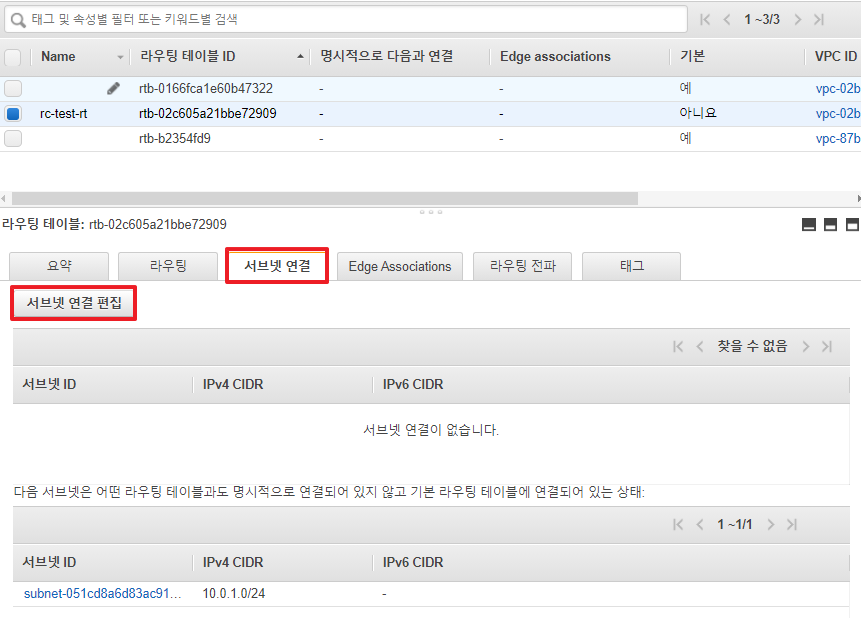 태그 및 속성별 필터 또는 키워드별 검색
1 ~3/3
Name 라우팅 테이블 ID 명시적으로 다음과 연결 Edge associations 기본 VPC ID
rtb-0166fca1e60b47322 - - 예 vpc-02b
rc-test-rt rtb-02c605a21bbe72909 - - 아니요 vpc-02b
rtb-b2354fd9 - - 예 vpc-87b
라우팅 테이블: rtb-02c605a21bbe72909
요약 라우팅 서브넷 연결 Edge Associations 라우팅 전파 태그
서브넷 연결 편집
찾을 수 없음
서브넷 ID IPv4 CIDR IPv6 CIDR
서브넷 연결이 없습니다.
다음 서브넷은 어떤 라우팅 테이블과도 명시적으로 연결되어 있지 않고 기본 라우팅 테이블에 연결되어 있는 상태:
1 ~1/1
서브넷 ID IPv4 CIDR IPv6 CIDR
subnet-051cd8a6d83ac91... 10.0.1.0/24 -